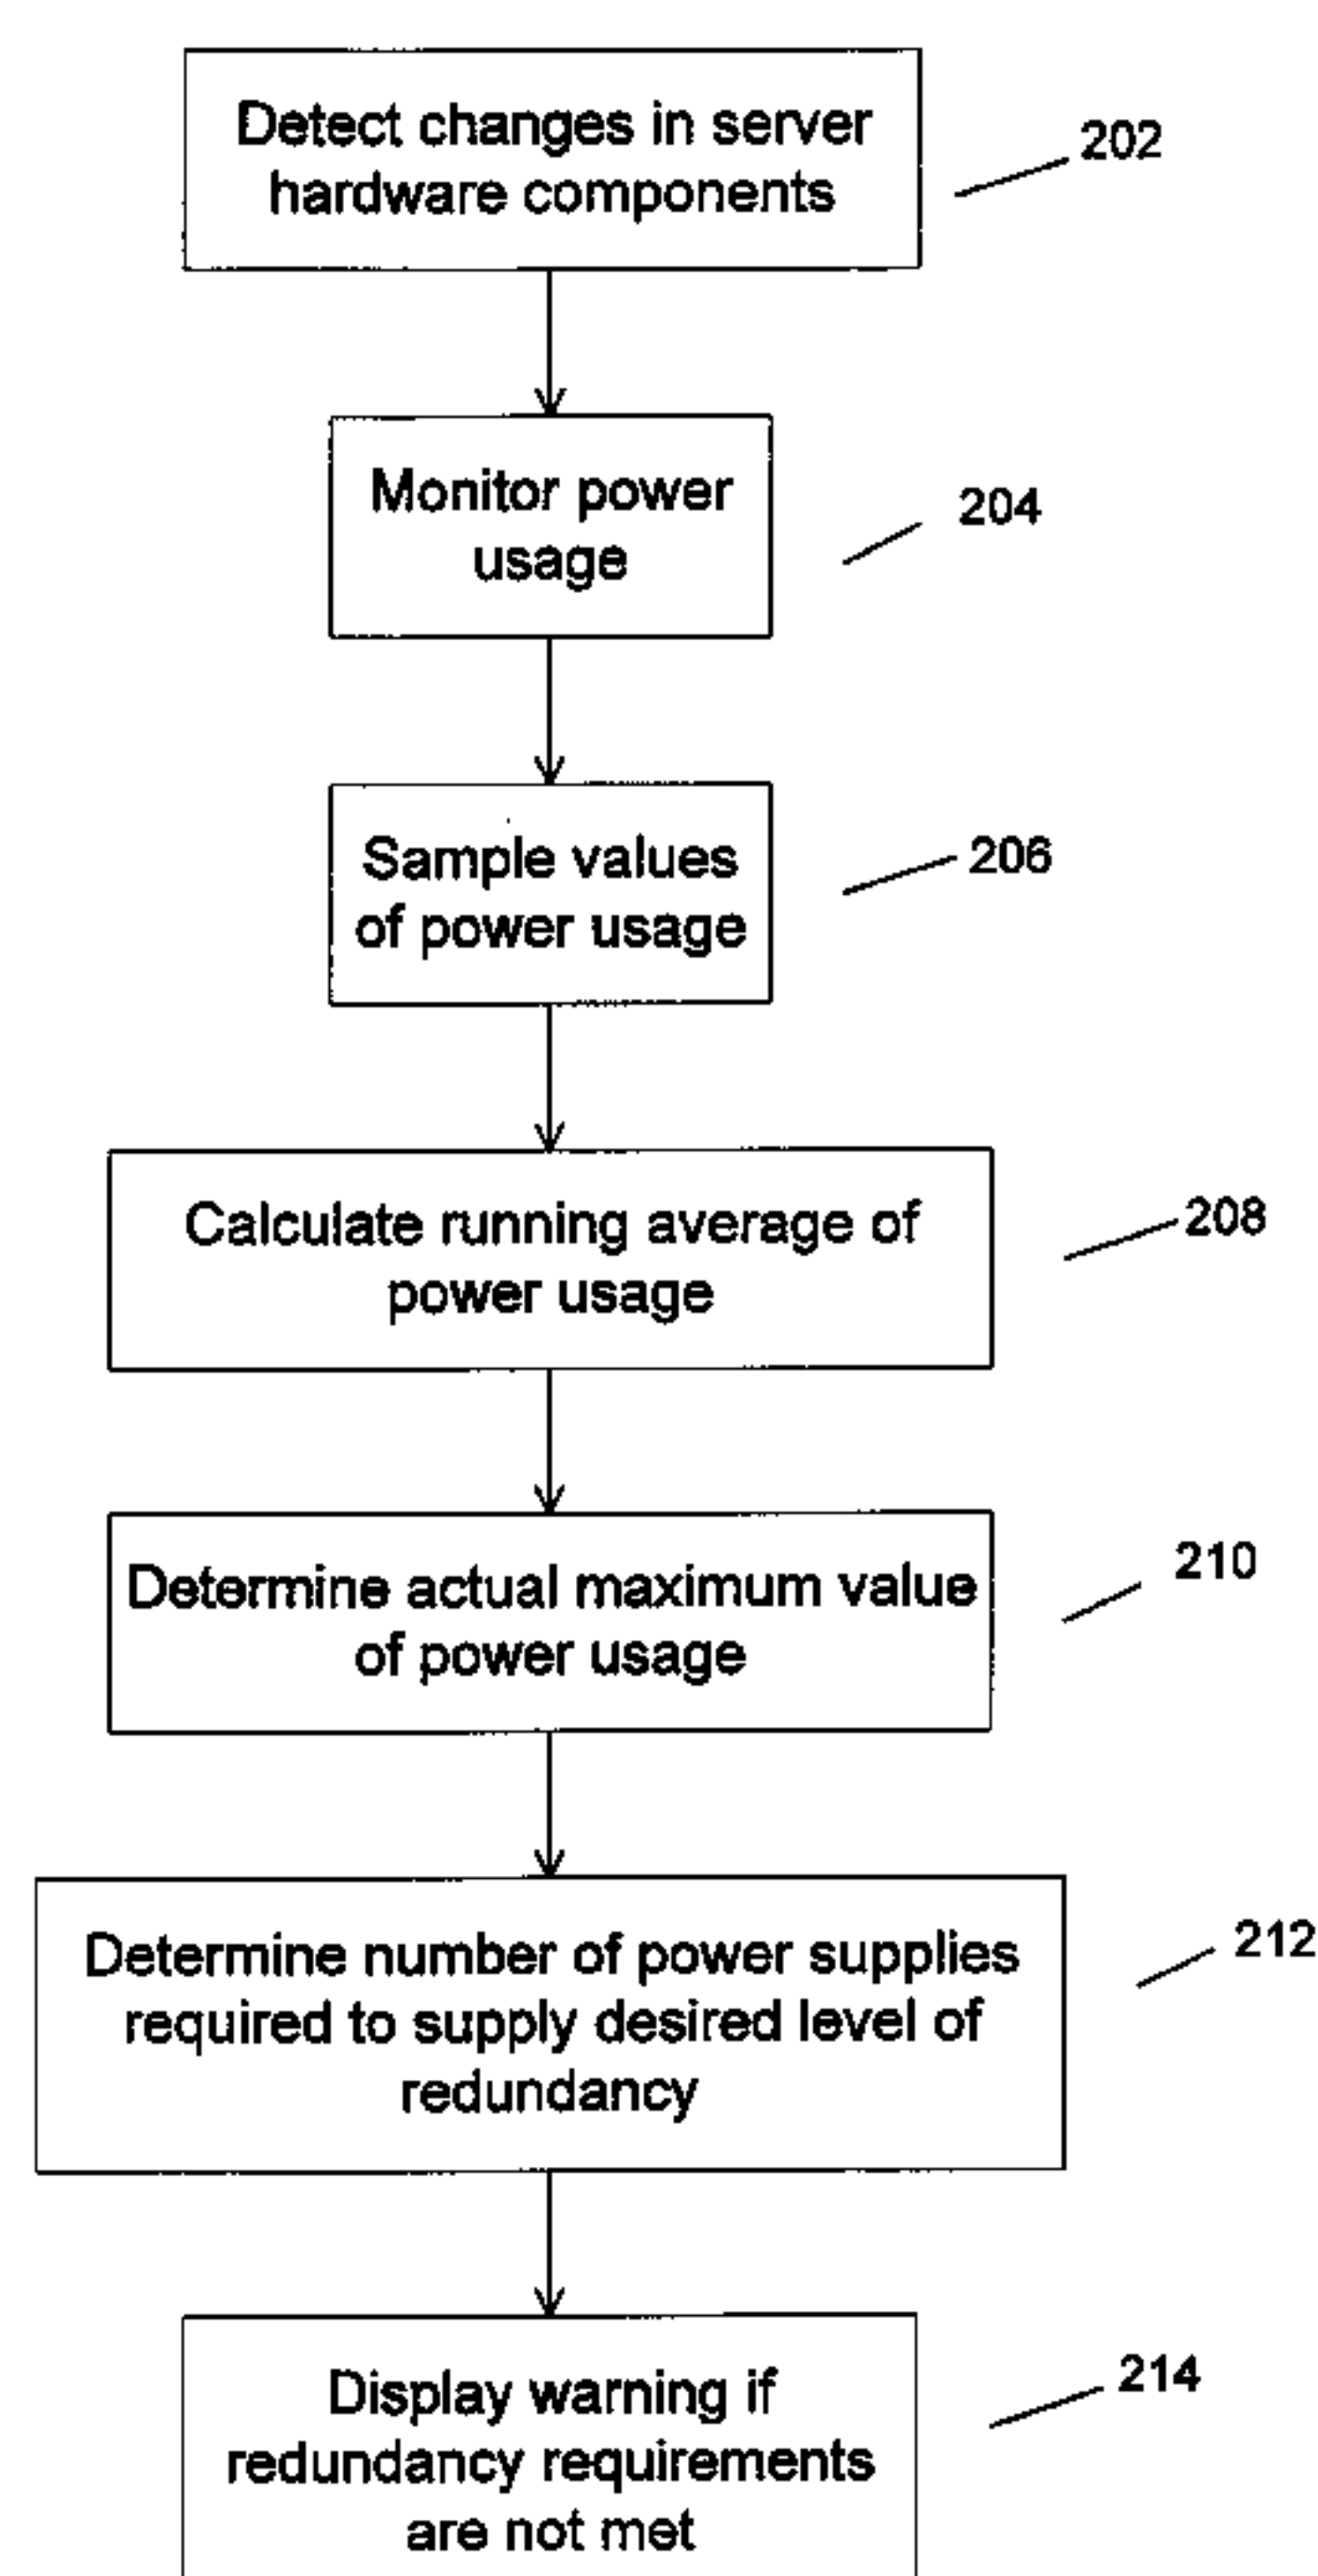 Detect changes in server
hardware components
202
Monitor power
usage
204
Sample values
of power usage
206
Calculate running average of
power usage
208
Determine actual maximum value
of power usage
210
Determine number of power supplies
required to supply desired level of
redundancy
212
Display warning if
redundancy requirements
are not met
214